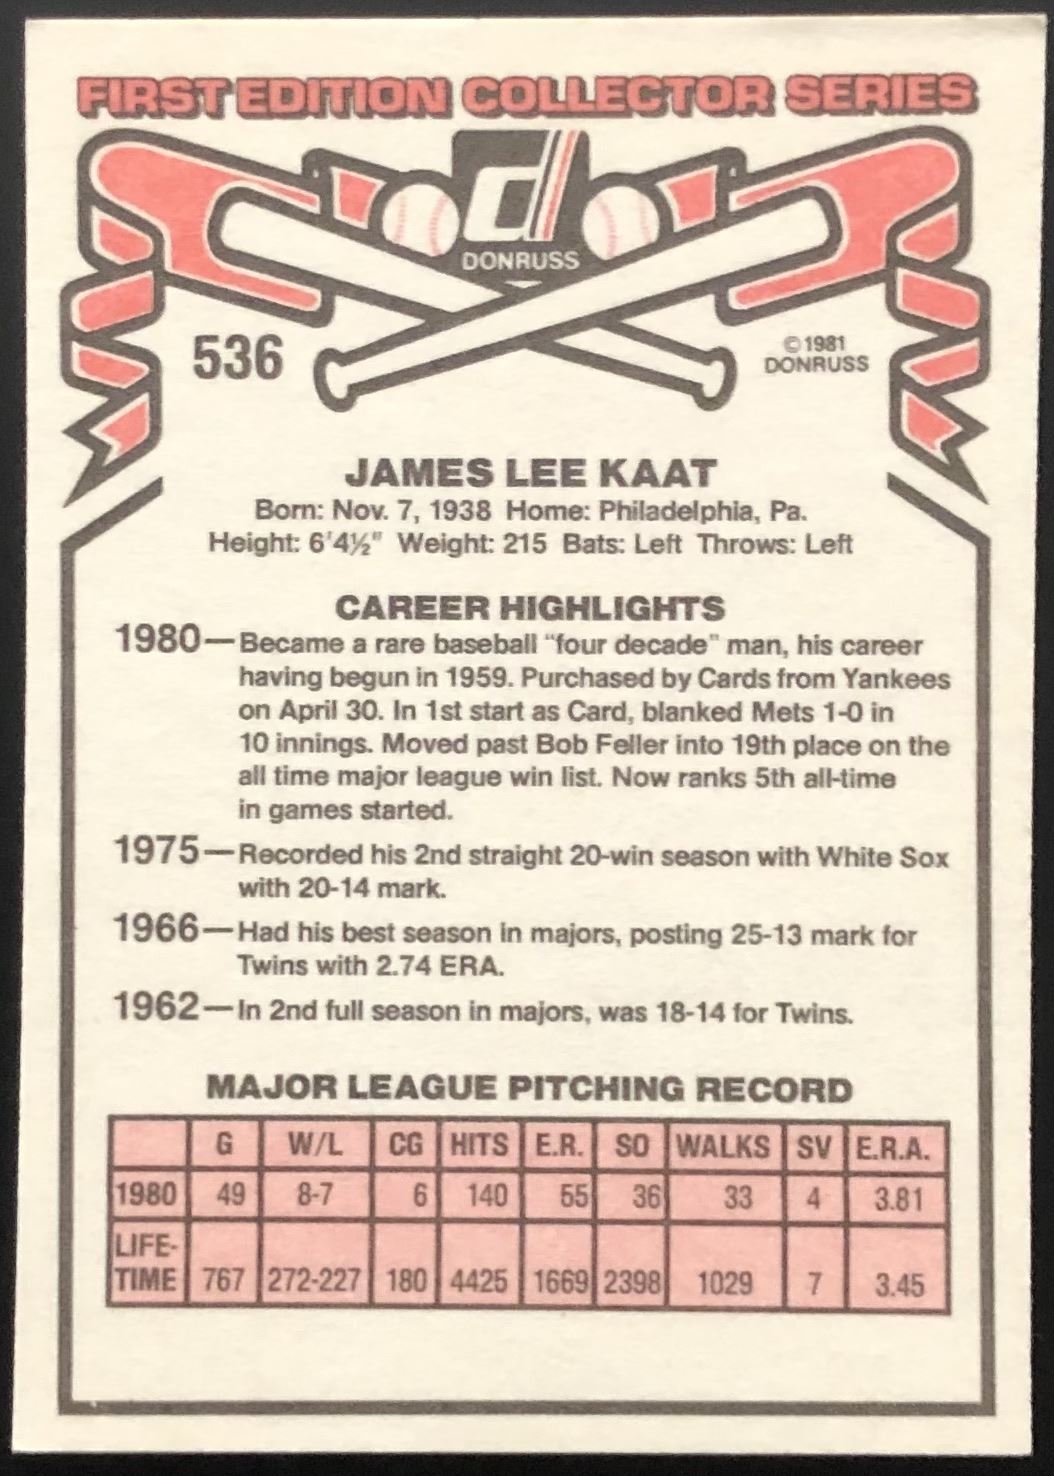 FIRST EDITION COLLECTOR SERIES
d
DONRUSS
536
©1981
DONRUSS
JAMES LEE KAAT
Born: Nov. 7, 1938 Home: Philadelphia, Pa.
Height: 6'4½" Weight: 215 Bats: Left Throws: Left
CAREER HIGHLIGHTS
1980—Became a rare baseball "four decade" man, his career
having begun in 1959. Purchased by Cards from Yankees
on April 30. In 1st start as Card, blanked Mets 1-0 in
10 innings. Moved past Bob Feller into 19th place on the
all time major league win list. Now ranks 5th all-time
in games started.
1975—Recorded his 2nd straight 20-win season with White Sox
with 20-14 mark.
1966—Had his best season in majors, posting 25-13 mark for
Twins with 2.74 ERA.
1962—In 2nd full season in majors, was 18-14 for Twins.
MAJOR LEAGUE PITCHING RECORD
G W/L CG HITS E.R. SO WALKS SV E.R.A.
1980 49 8-7 6 140 55 36 33 4 3.81
LIFE-
TIME 767 272-227 180 4425 1669 2398 1029 7 3.45